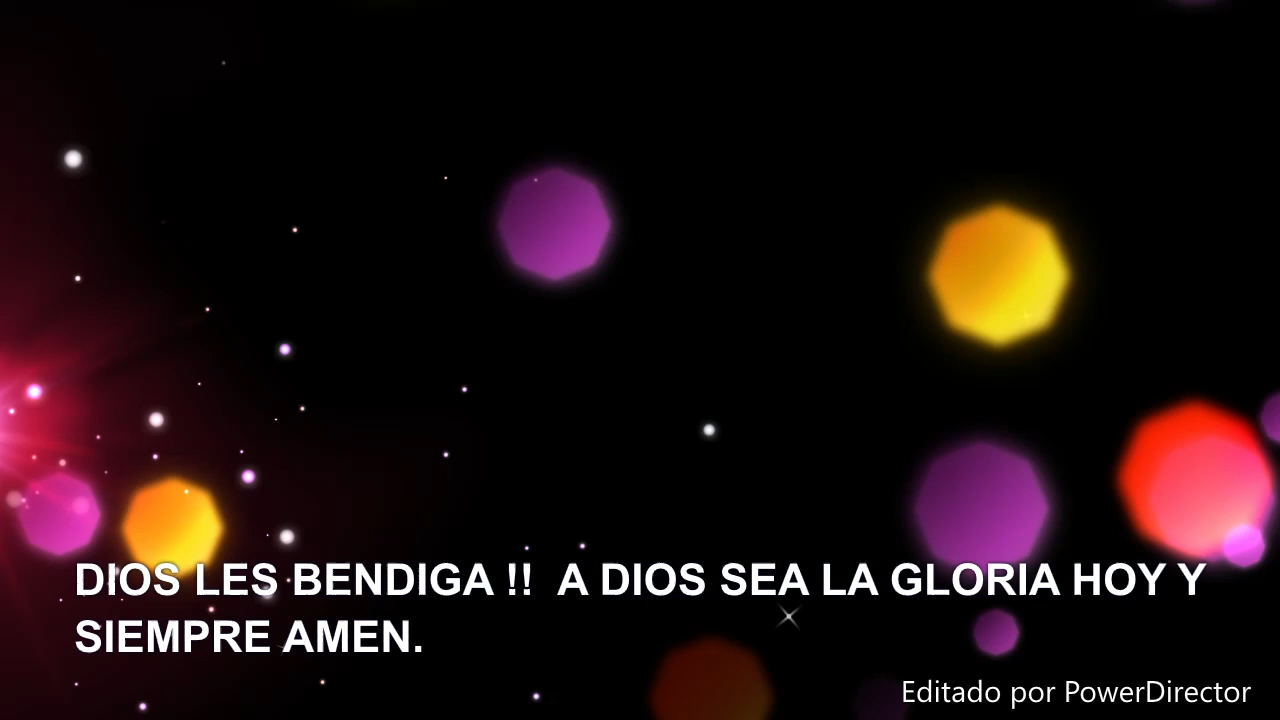 DIOS LES BENDIGA !!  A DIOS SEA LA GLORIA HOY Y
SIEMPRE AMEN.
Editado por PowerDirector